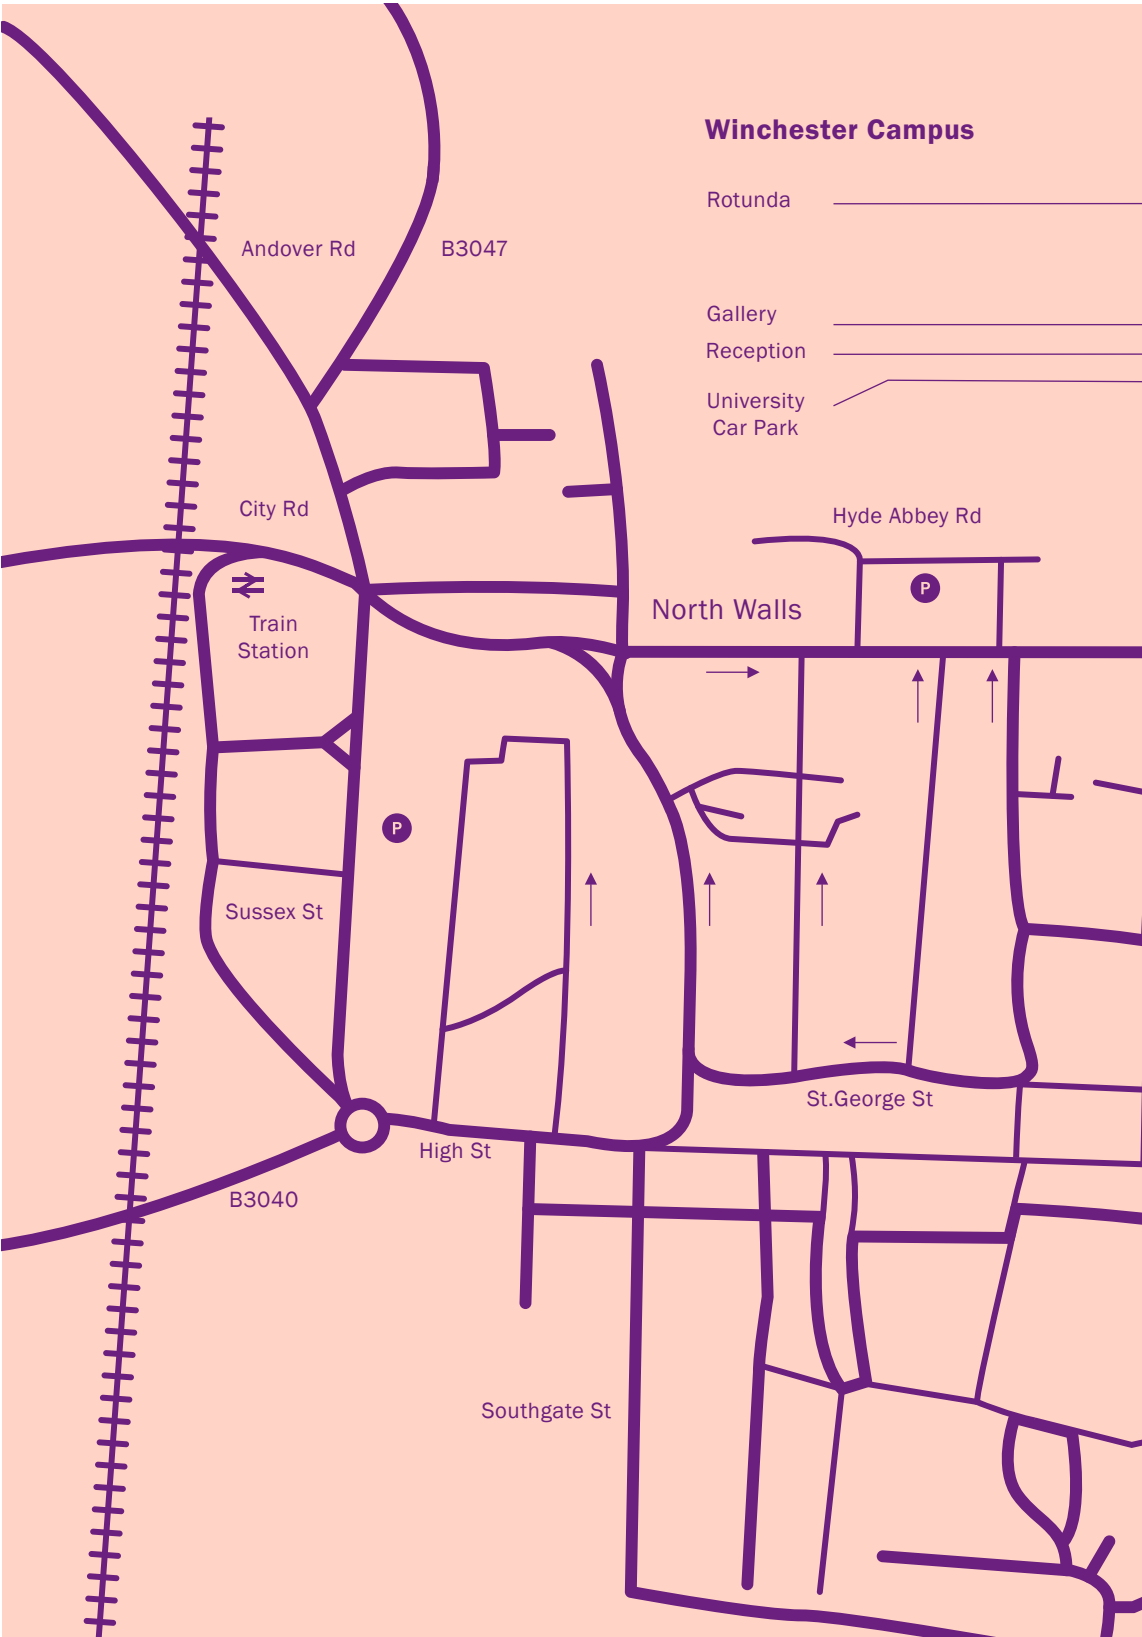 Winchester Campus
Rotunda
Andover Rd
B3047
Gallery
Reception
University
Car Park
City Rd
Hyde Abbey Rd
P
North Walls
Train
Station
P
Sussex St
St.George St
High St
B3040
Southgate St